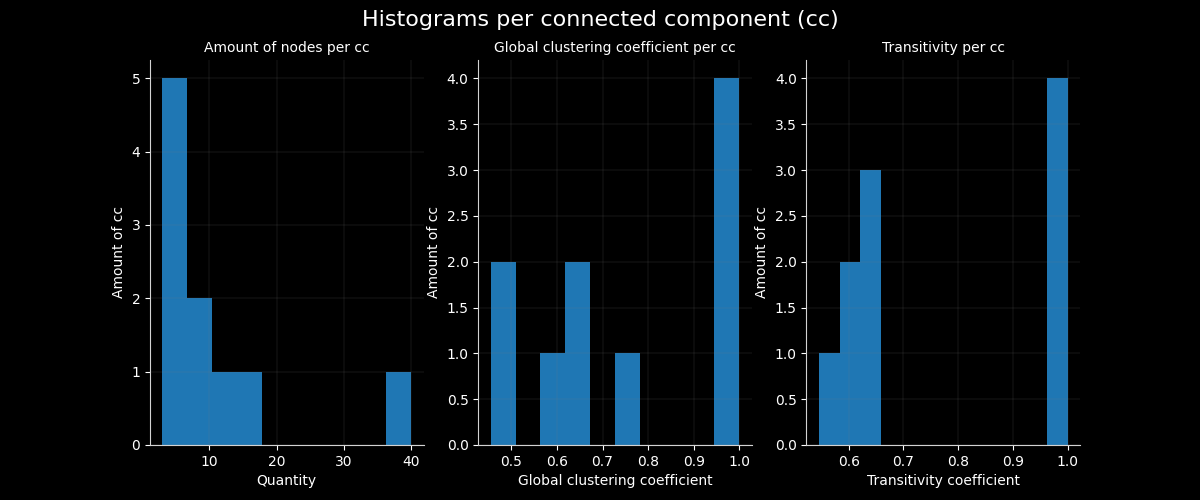 Histograms per connected component (cc)
Amount of nodes per cc
Global clustering coefficient per cc
Transitivity per cc
5
4
3
2
1
0
Amount of cc
10 20 30 40
Quantity
4.0
3.5
3.0
2.5
2.0
1.5
1.0
0.5
0.0
Amount of cc
0.5 0.6 0.7 0.8 0.9 1.0
Global clustering coefficient
4.0
3.5
3.0
2.5
2.0
1.5
1.0
0.5
0.0
Amount of cc
0.6 0.7 0.8 0.9 1.0
Transitivity coefficient